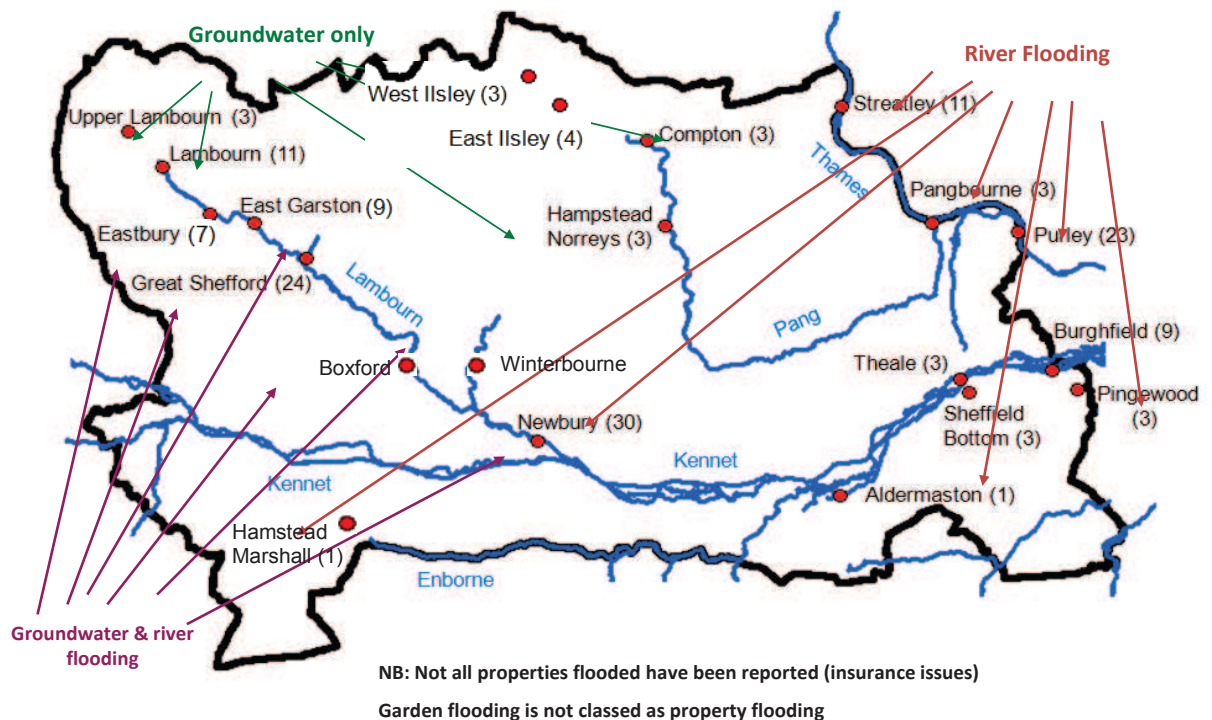 Groundwater only
River Flooding
West Ilsley (3)
Streatley (11)
Upper Lambourn (3)
East Ilsley (4)
Compton (3)
Lambourn (11)
Thames
Pangbourne (3)
East Garston (9)
Hampstead
Norreys (3)
Eastbury (7)
Purley (23)
Great Shefford (24)
Lambourn
Pang
Burghfield (9)
Boxford
Winterbourne
Theale (3)
Pingewood
(3)
Sheffield
Bottom (3)
Newbury (30)
Kennet
Kennet
Aldermaston (1)
Hamstead
Marshall (1)
Enborne
Groundwater & river
flooding
NB: Not all properties flooded have been reported (insurance issues)
Garden flooding is not classed as property flooding